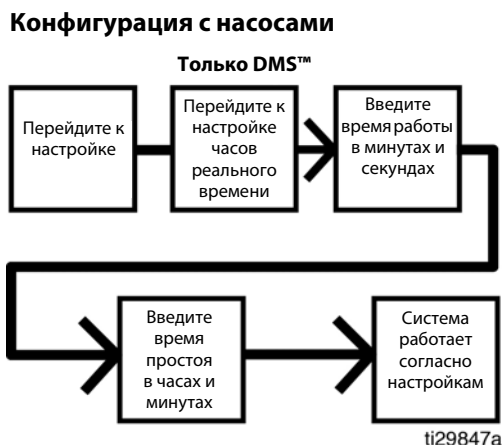 Конфигурация с насосами
Только DMS™
Перейдите к
настройке
Перейдите к
настройке
часов
реального
времени
Введите
время работы
в минутах и
секундах
Введите
время
простоя
в часах и
минутах
Система
работает
согласно
настройкам
ti29847a